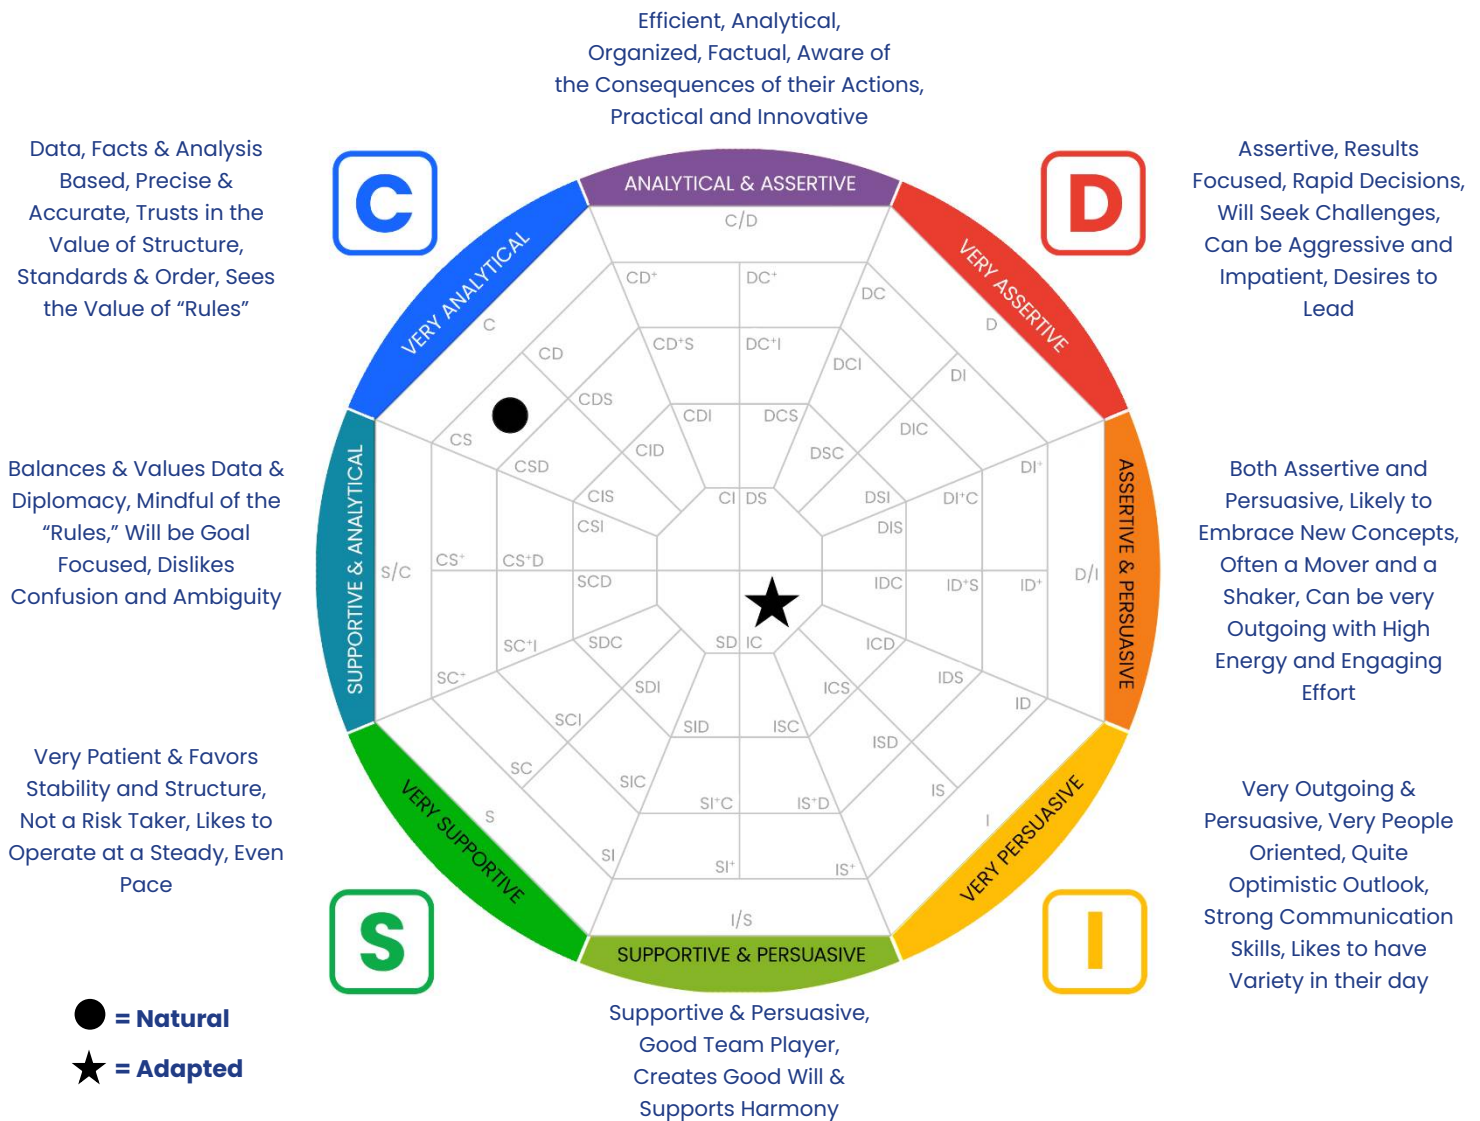 Efficient, Analytical,
Organized, Factual, Aware of
the Consequences of their Actions,
Practical and Innovative
Data, Facts & Analysis
Based, Precise &
Accurate, Trusts in the
Value of Structure,
Standards & Order, Sees
the Value of “Rules”
C
ANALYTICAL & ASSERTIVE
D
Assertive, Results
Focused, Rapid Decisions,
Will Seek Challenges,
Can be Aggressive and
Impatient, Desires to
Lead
VERY ANALYTICAL
VERY ASSERTIVE
C/D
CD⁺ DC⁺
DC
C
D
CD
CD⁺S DC⁺I
DCI
DI
CDS
CDI DCS
DIC
CS
CID
DSC
CSD
DI⁺
CIS
CI DS
DSI
DI⁺C
CSI
DIS
Balances & Values Data &
Diplomacy, Mindful of the
“Rules,” Will be Goal
Focused, Dislikes
Confusion and Ambiguity
SUPPORTIVE & ANALYTICAL
ASSERTIVE & PERSUASIVE
Both Assertive and
Persuasive, Likely to
Embrace New Concepts,
Often a Mover and a
Shaker, Can be very
Outgoing with High
Energy and Engaging
Effort
S/C
CS⁺
CS⁺D
D/I
SCD
IDC
ID⁺S
ID⁺
SC⁺I
SDC
SD IC
ICD
SC⁺
SDI
ICS
IDS
ID
SCI
SID
ISC
ISD
SC
SIC
IS
SI⁺C
IS⁺D
S
I
SI
SI⁺
IS⁺
I/S
Very Patient & Favors
Stability and Structure,
Not a Risk Taker, Likes to
Operate at a Steady, Even
Pace
VERY SUPPORTIVE
VERY PERSUASIVE
Very Outgoing &
Persuasive, Very People
Oriented, Quite
Optimistic Outlook,
Strong Communication
Skills, Likes to have
Variety in their day
S
SUPPORTIVE & PERSUASIVE
I
= Natural
= Adapted
Supportive & Persuasive,
Good Team Player,
Creates Good Will &
Supports Harmony